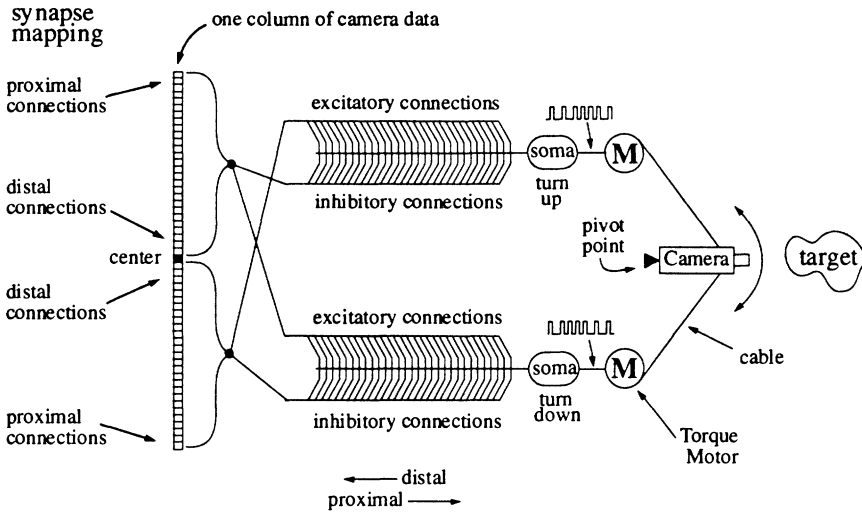 synapse
mapping
one column of camera data
proximal
connections
distal
connections
center
distal
connections
proximal
connections
excitatory connections
inhibitory connections
soma
turn
up
M
excitatory connections
inhibitory connections
soma
turn
down
M
pivot
point
Camera
target
cable
Torque
Motor
distal
proximal